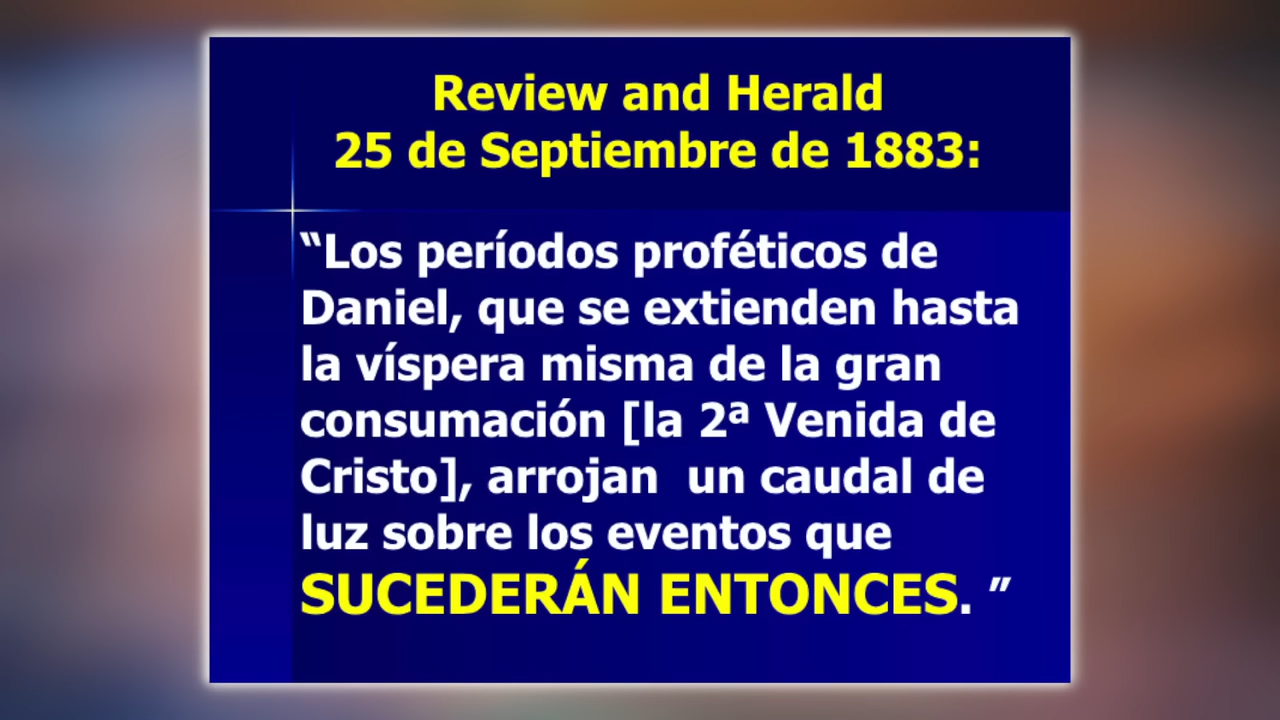 Review and Herald
25 de Septiembre de 1883:
“Los períodos proféticos de
Daniel, que se extienden hasta
la víspera misma de la gran
consumación [la 2ª Venida de
Cristo], arrojan  un caudal de
luz sobre los eventos que
SUCEDERÁN ENTONCES. ”